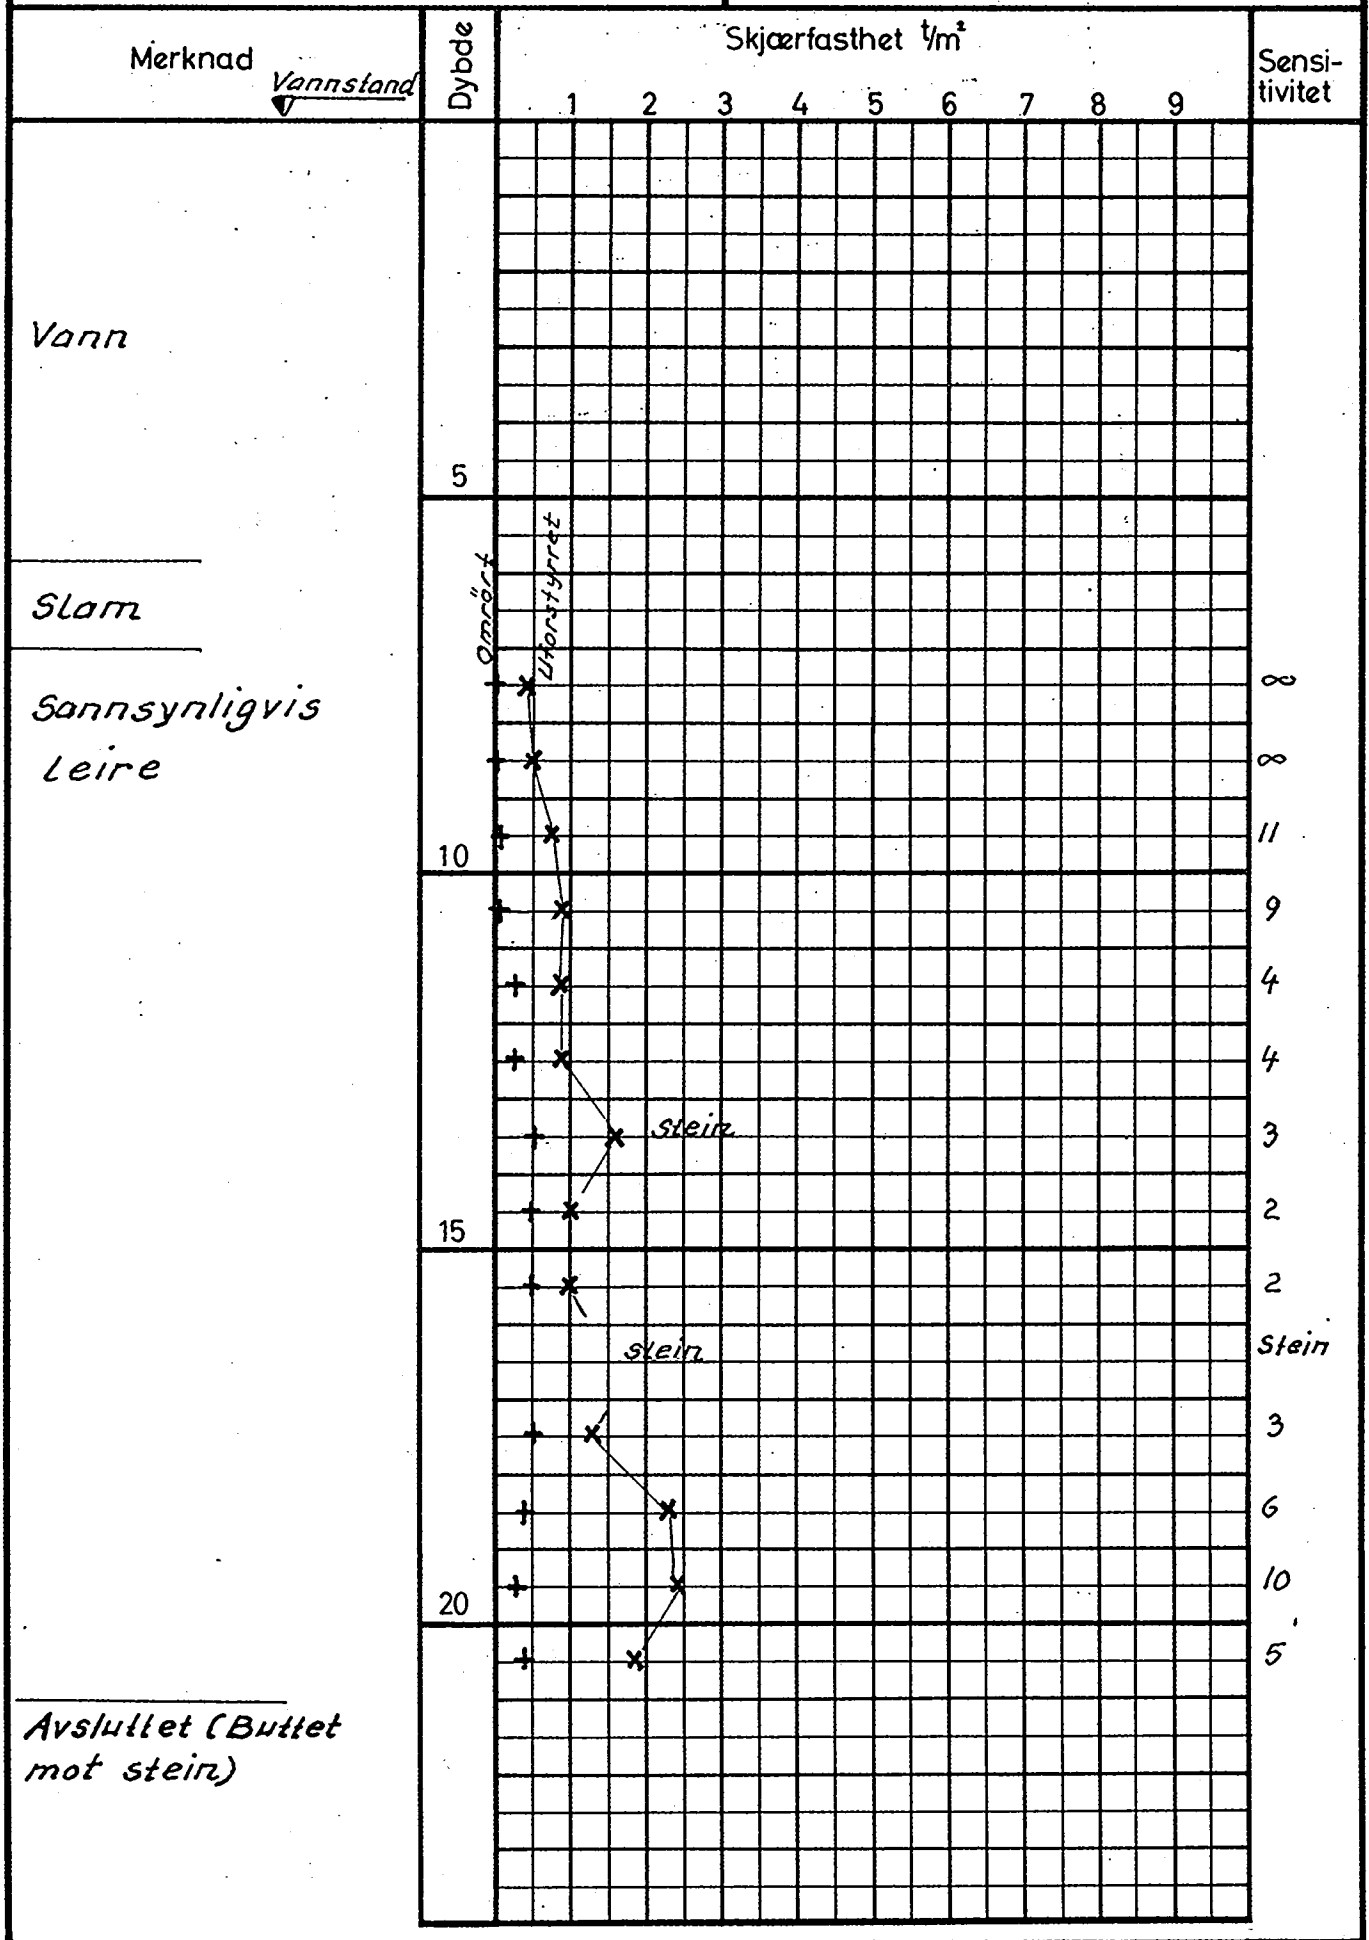 Merknad
Vannstand
Dybde
Skjærfasthet t/m²
1 2 3 4 5 6 7 8 9
Sensi-
tivitet
Vann
5
Omrört
Uforstyrret
Slam
∞
Sannsynligvis
leire
∞
11
10
9
4
4
stein
3
2
15
2
stein
stein
3
6
10
20
5
Avsluttet (Buttet
mot stein)